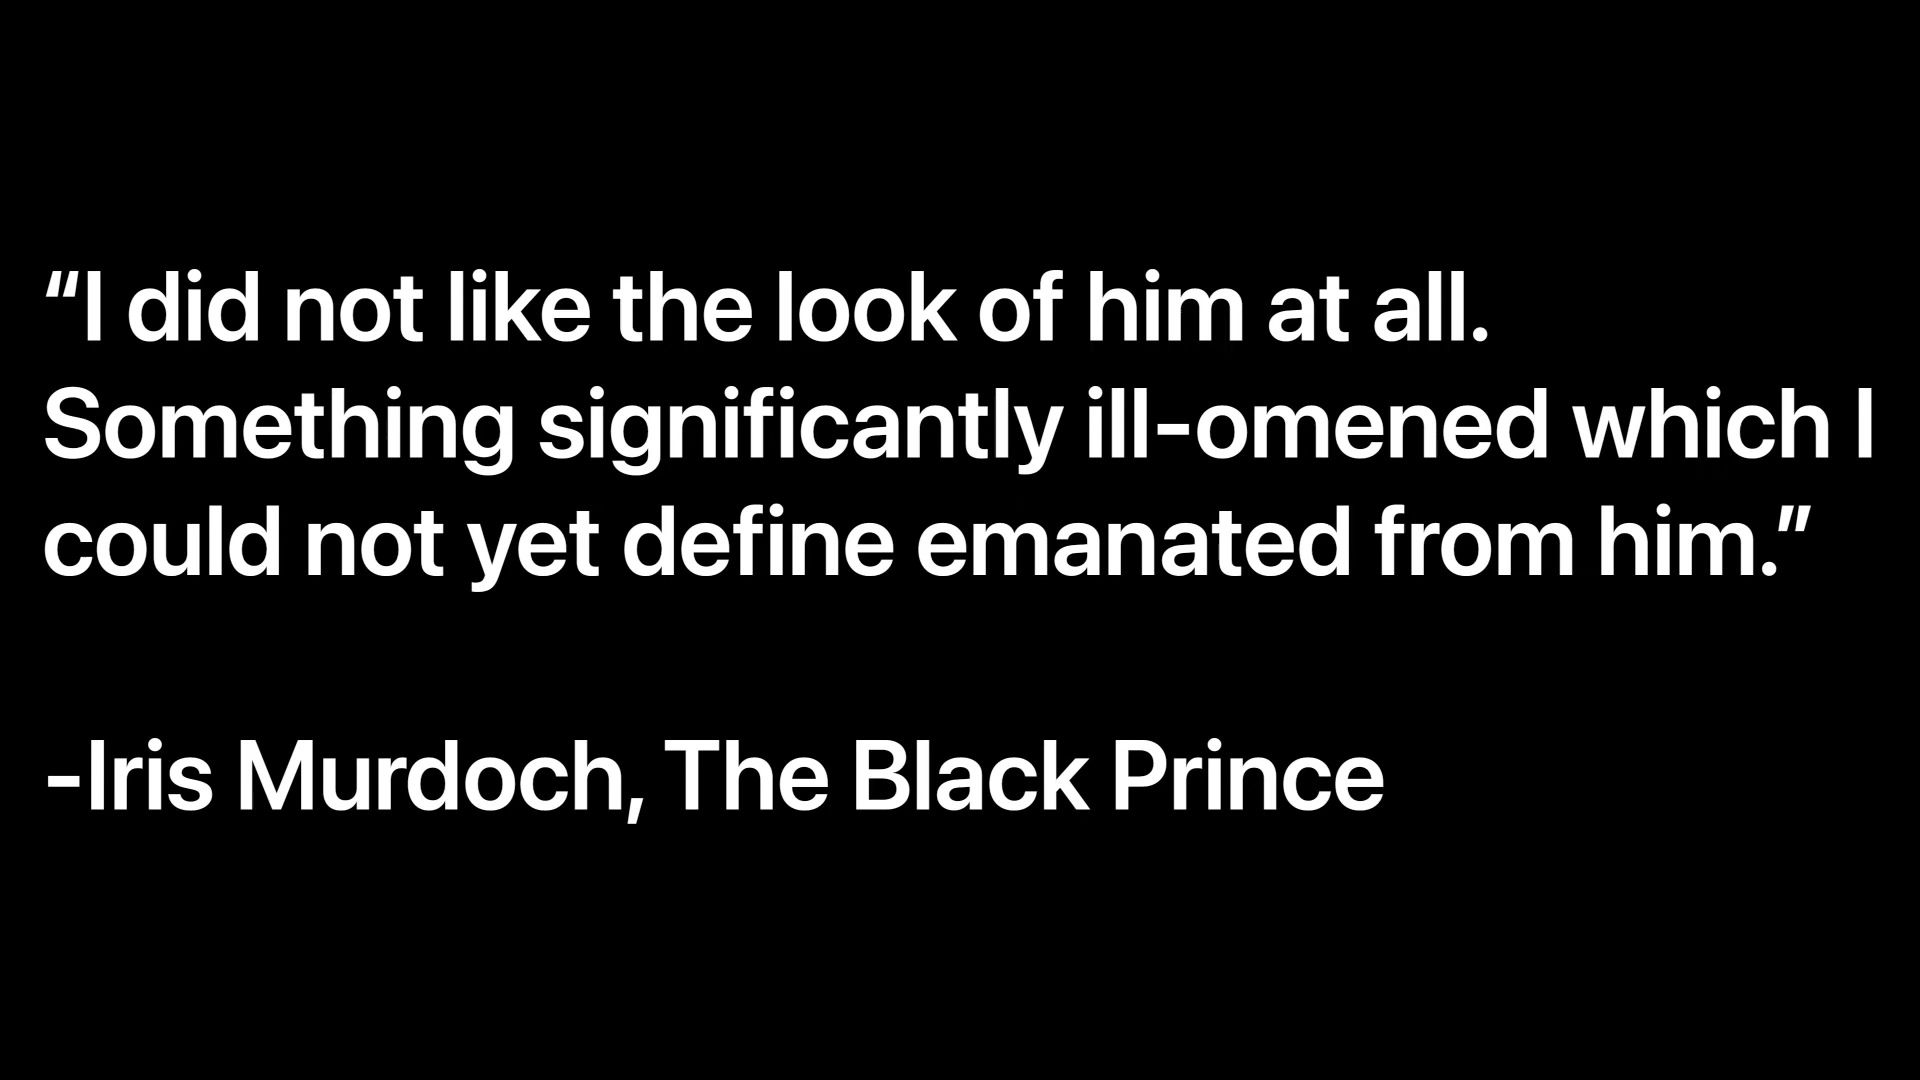 “I did not like the look of him at all.
Something significantly ill-omened which I
could not yet define emanated from him.”
-Iris Murdoch, The Black Prince